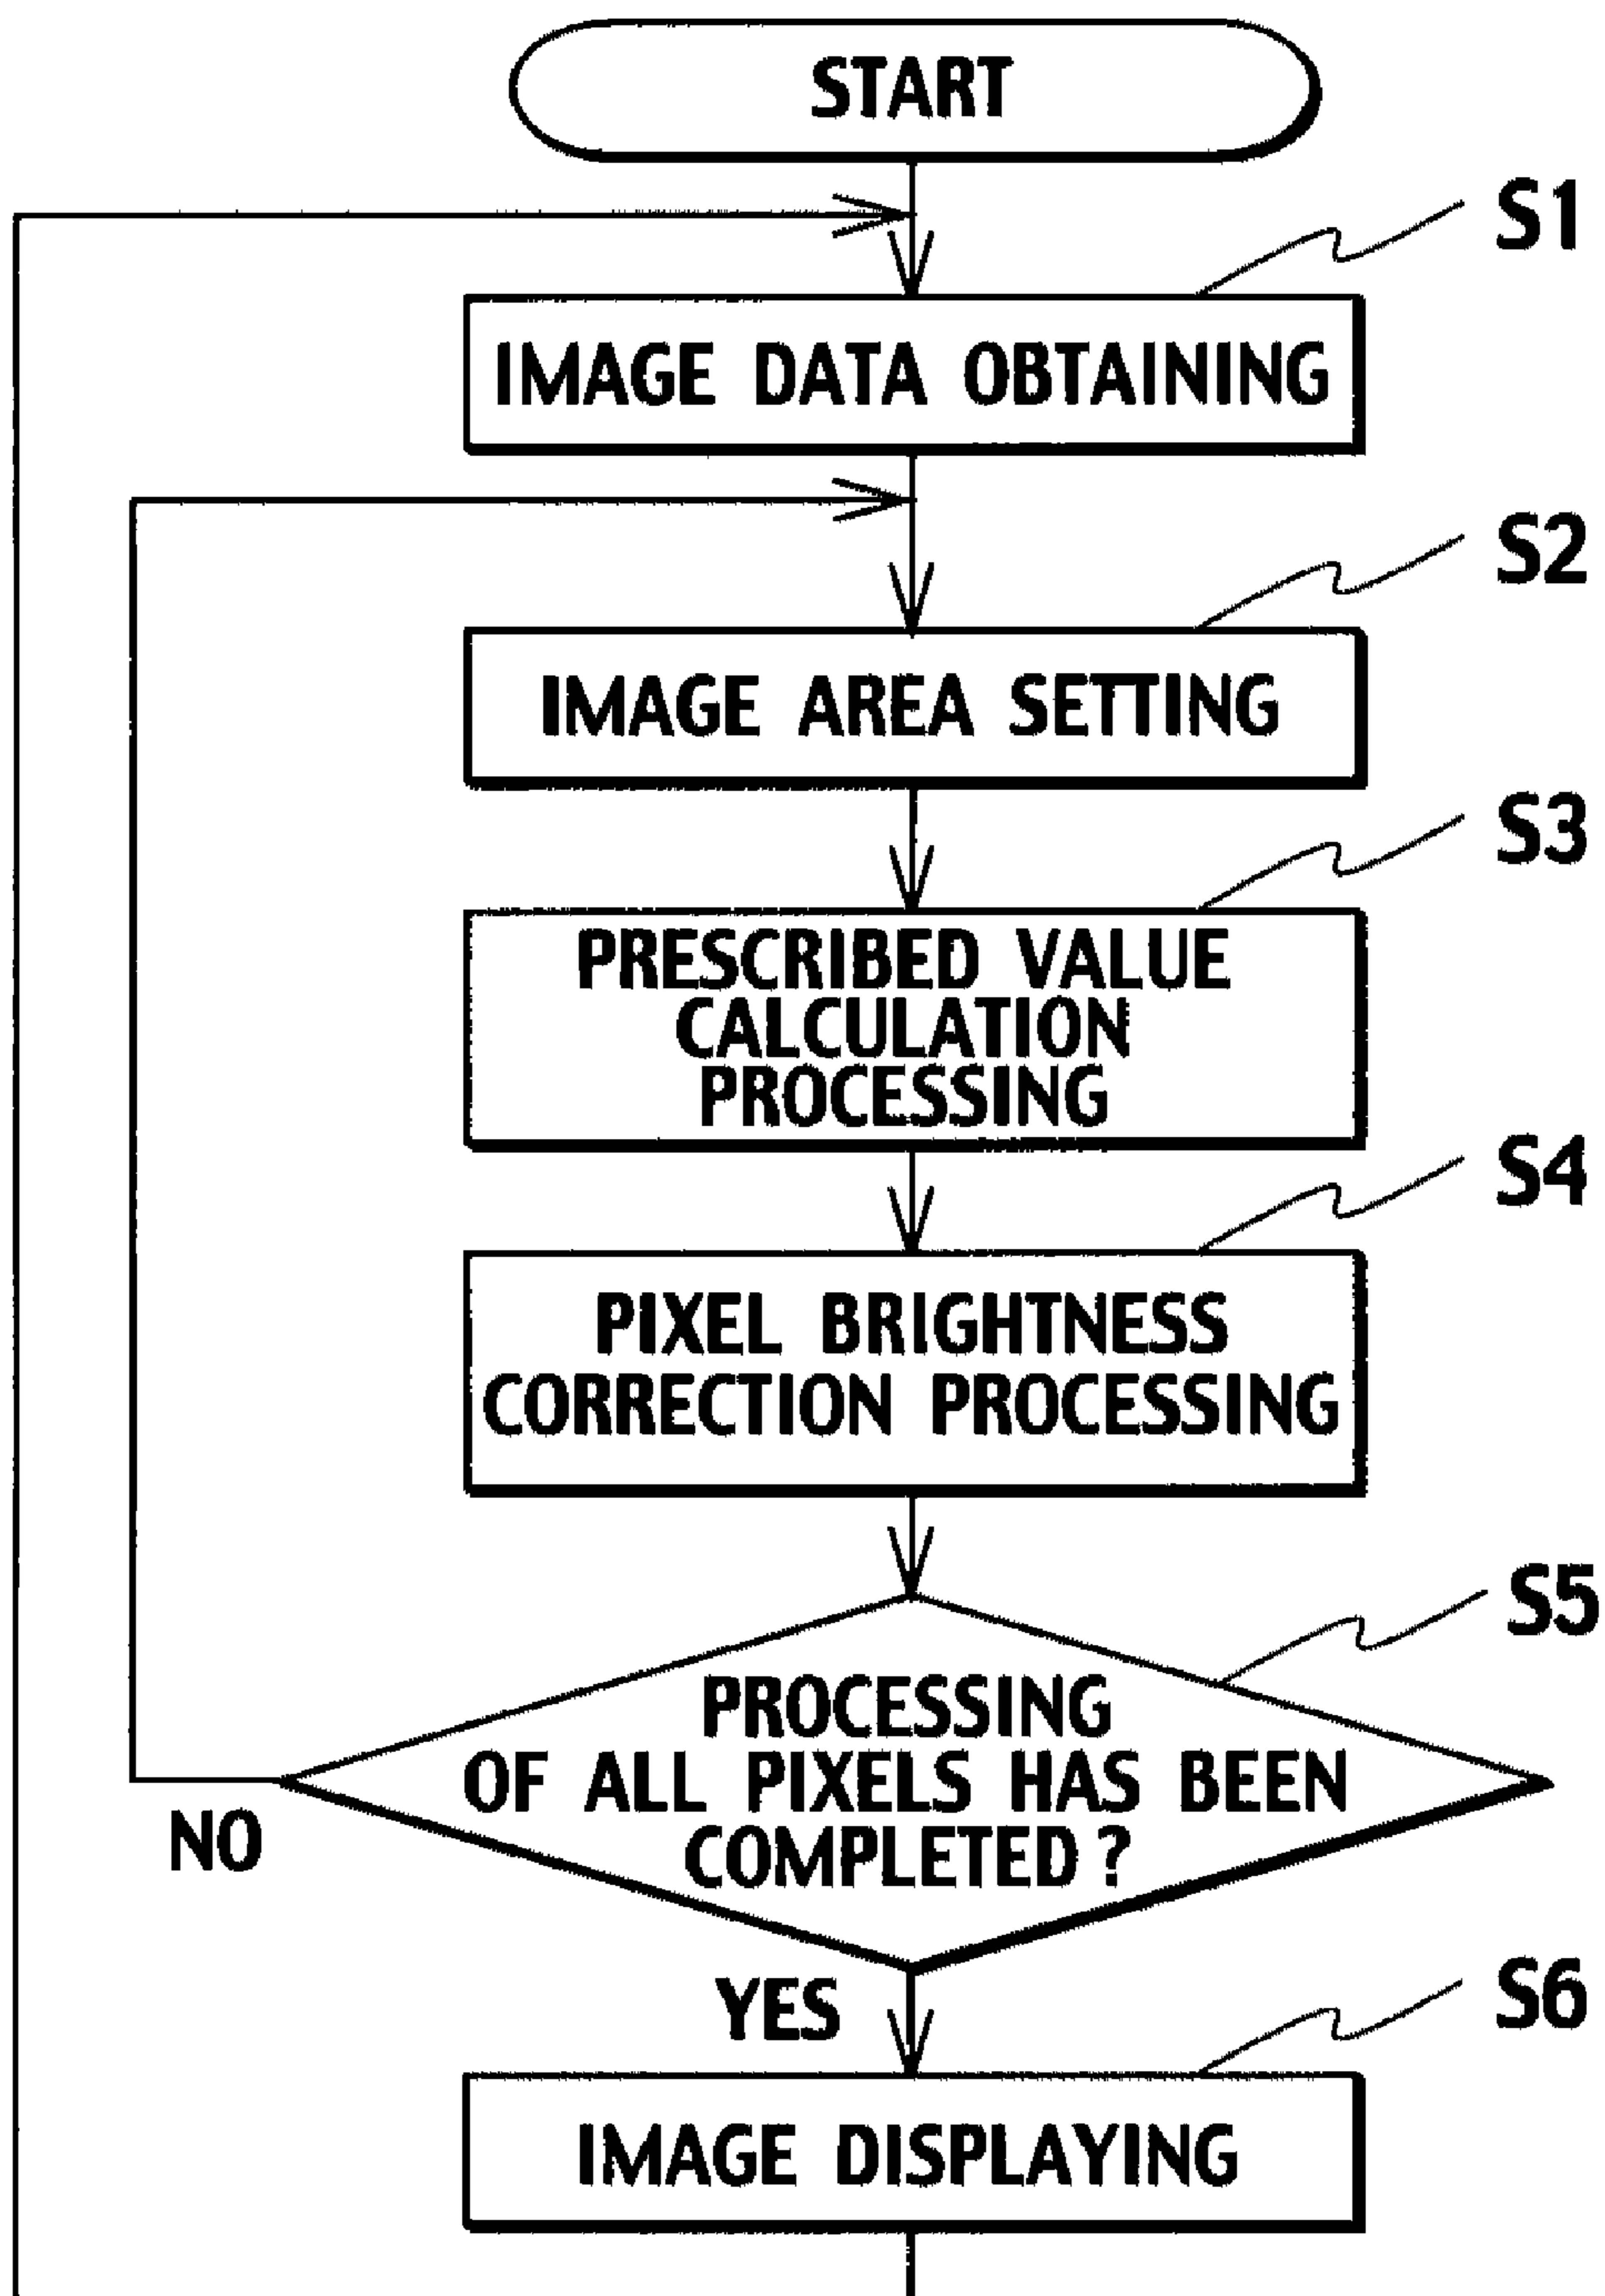 START
S1
IMAGE DATA OBTAINING
S2
IMAGE AREA SETTING
S3
PRESCRIBED VALUE
CALCULATION
PROCESSING
S4
PIXEL BRIGHTNESS
CORRECTION PROCESSING
S5
PROCESSING
OF ALL PIXELS HAS BEEN
COMPLETED ?
NO
YES
S6
IMAGE DISPLAYING